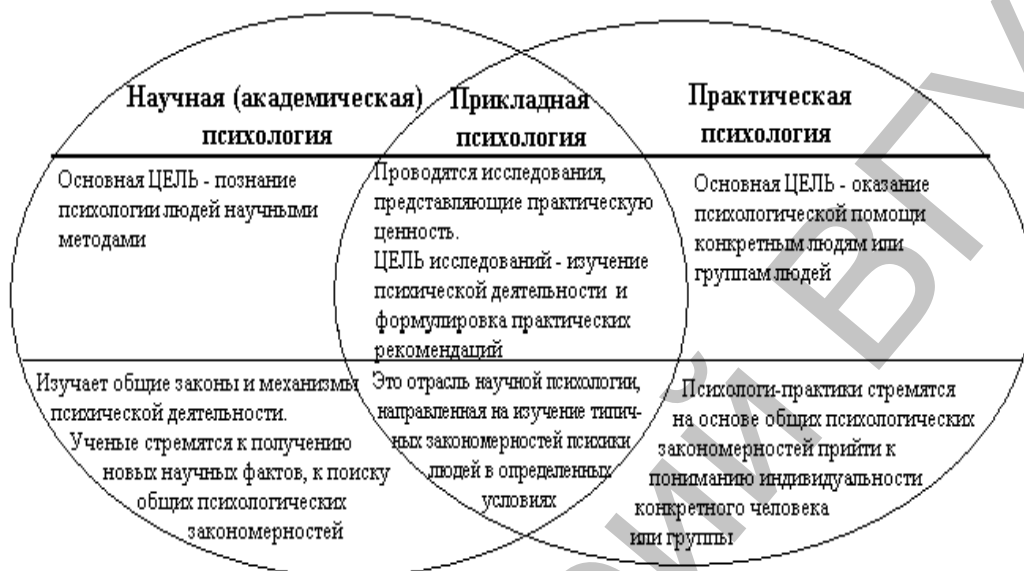 Научная (академическая)
психология
Основная ЦЕЛЬ - познание
психологии людей научными
методами
Изучает общие законы и механизмы
психической деятельности.
Ученые стремятся к получению
новых научных фактов, к поиску
общих психологических
закономерностей
Прикладная
психология
Проводятся исследования,
представляющие практическую
ценность.
ЦЕЛЬ исследований - изучение
психической деятельности и
формулировка практических
рекомендаций
Это отрасль научной психологии,
направленная на изучение типич-
ных закономерностей психики
людей в определенных
условиях
Практическая
психология
Основная ЦЕЛЬ - оказание
психологической помощи
конкретным людям или
группам людей
Психологи-практики стремятся
на основе общих психологических
закономерностей прийти к
пониманию индивидуальности
конкретного человека
или группы